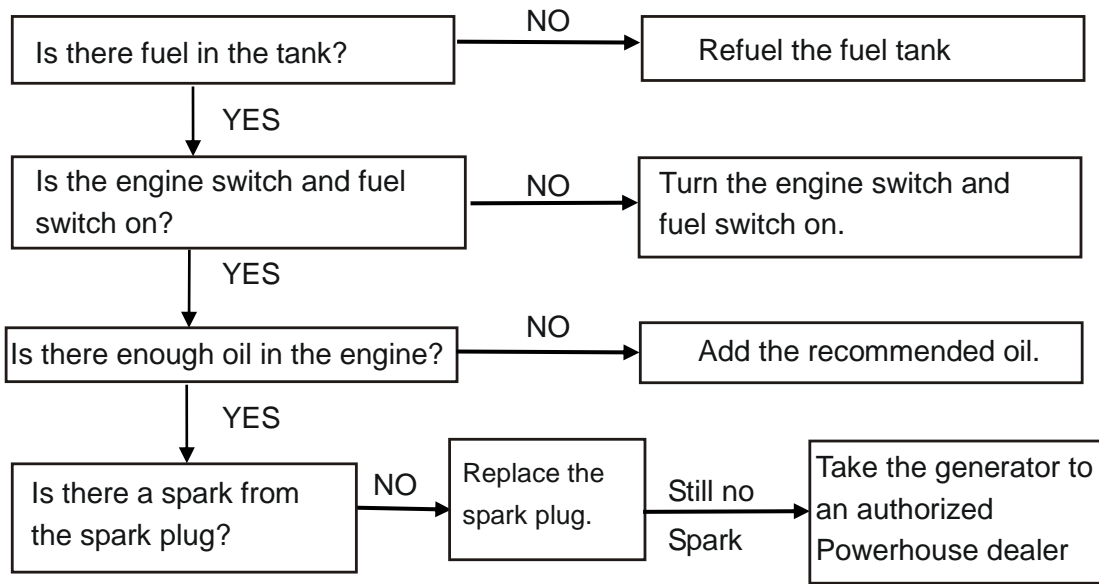 Is there fuel in the tank?
NO
Refuel the fuel tank
YES
Is the engine switch and fuel
switch on?
NO
Turn the engine switch and
fuel switch on.
YES
Is there enough oil in the engine?
NO
Add the recommended oil.
YES
Is there a spark from
the spark plug?
NO
Replace the
spark plug.
Still no
Spark
Take the generator to
an authorized
Powerhouse dealer